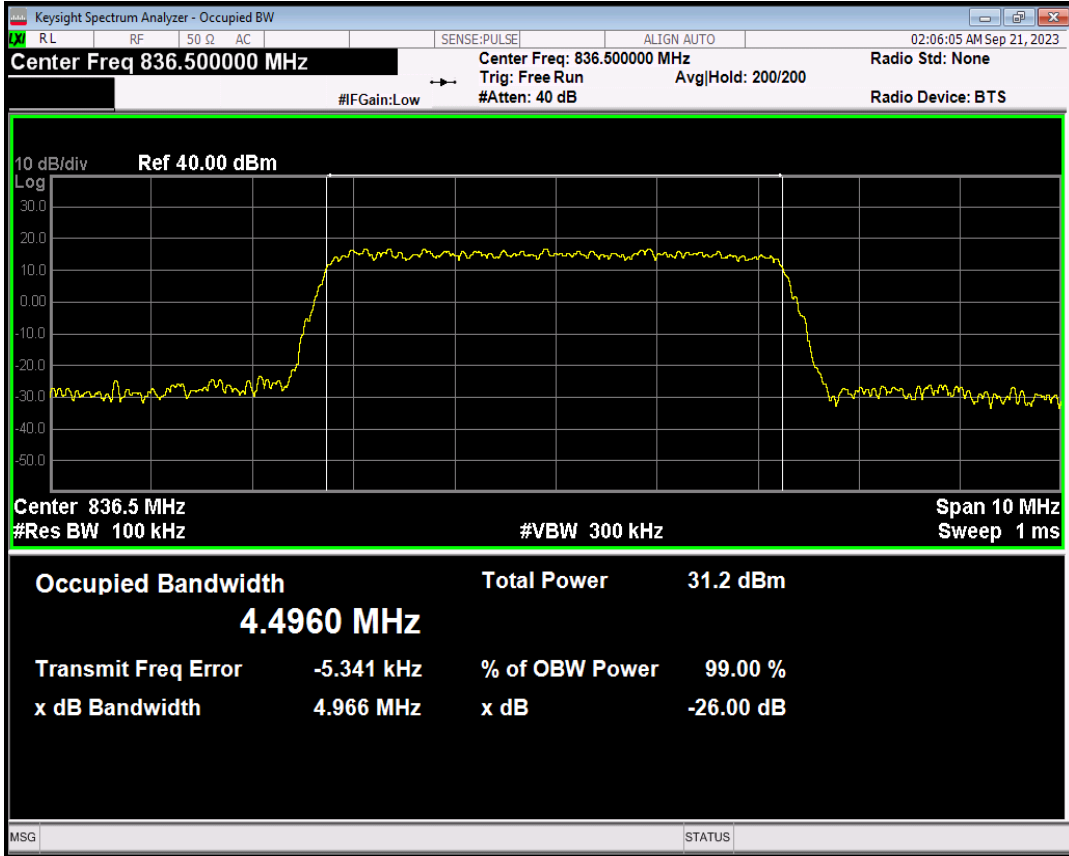 Keysight Spectrum Analyzer - Occupied BW
LXI RL RF 50 Ω AC SENSE:PULSE ALIGN AUTO 02:06:05 AM Sep 21, 2023
Center Freq 836.500000 MHz
Center Freq: 836.500000 MHz Radio Std: None
Trig: Free Run Avg|Hold: 200/200
#IFGain:Low #Atten: 40 dB Radio Device: BTS
10 dB/div Ref 40.00 dBm
Log
30.0
20.0
10.0
0.00
-10.0
-20.0
-30.0
-40.0
-50.0
Center 836.5 MHz Span 10 MHz
#Res BW 100 kHz #VBW 300 kHz Sweep 1 ms
Occupied Bandwidth Total Power 31.2 dBm
4.4960 MHz
Transmit Freq Error -5.341 kHz % of OBW Power 99.00 %
x dB Bandwidth 4.966 MHz x dB -26.00 dB
MSG STATUS